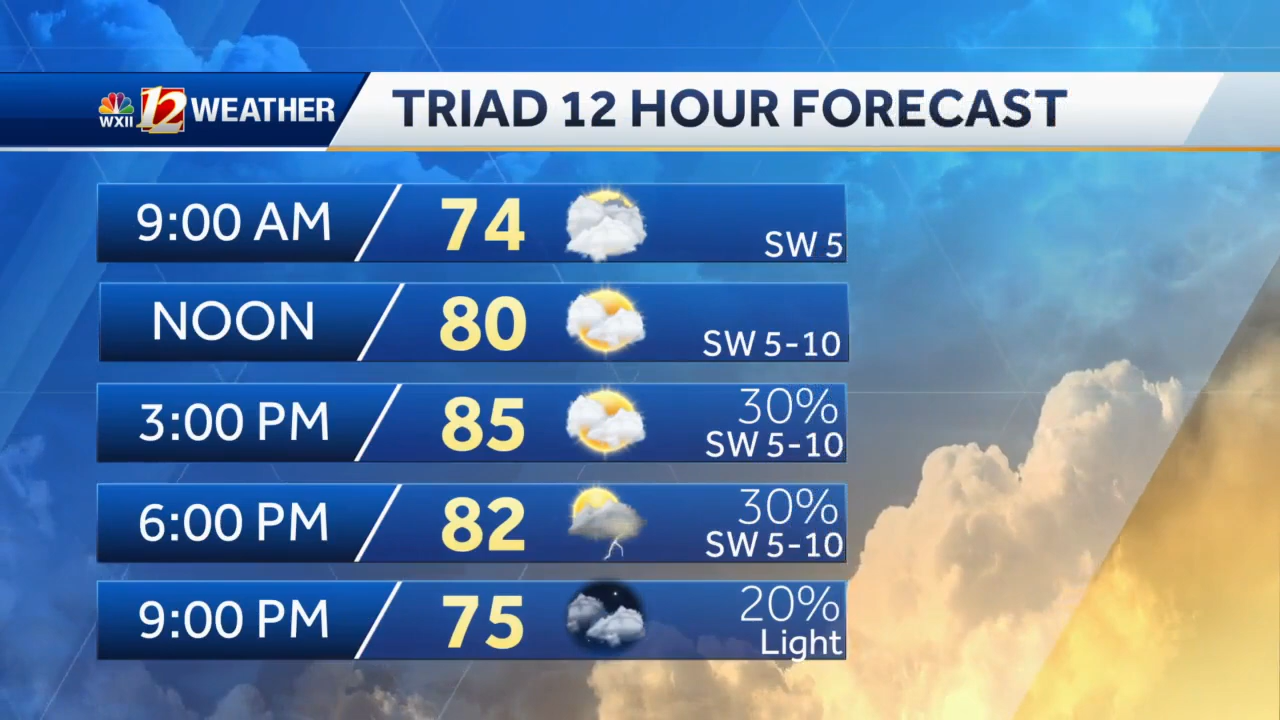 WXII 12 WEATHER
TRIAD 12 HOUR FORECAST
9:00 AM 74 SW 5
NOON 80 SW 5-10
3:00 PM 85 30% SW 5-10
6:00 PM 82 30% SW 5-10
9:00 PM 75 20% Light